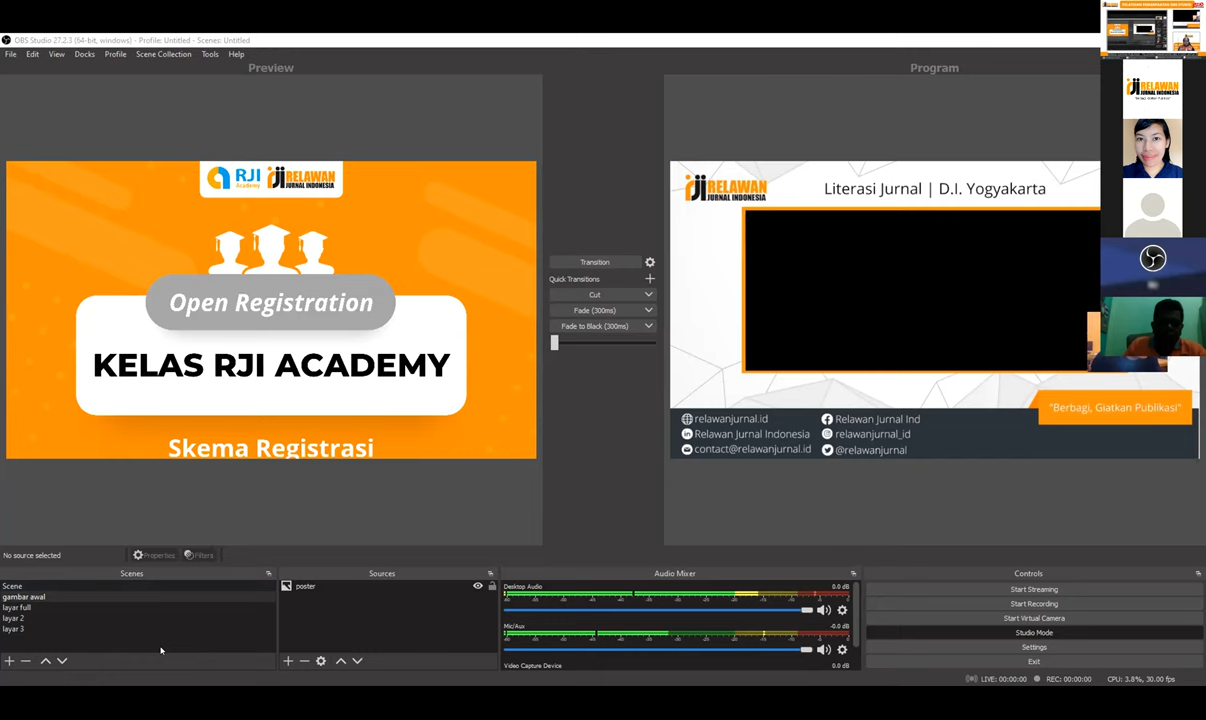 OBS Studio 27.2.3 (64-bit, windows) - Profile: Untitled - Scenes: Untitled
File Edit View Docks Profile Scene Collection Tools Help
Preview
Program
RJI
Academy
RELAWAN
JURNAL INDONESIA
Open Registration
KELAS RJI ACADEMY
Skema Registrasi
Transition
Quick Transitions
Cut
Fade (300ms)
Fade to Black (300ms)
RELAWAN
JURNAL INDONESIA
Literasi Jurnal | D.I. Yogyakarta
"Berbagi, Giatkan Publikasi"
relawanjurnal.id
Relawan Jurnal Indonesia
contact@relawanjurnal.id
Relawan Jurnal Ind
relawanjurnal_id
@relawanjurnal
RELAWAN
JURNAL INDONESIA
No source selected
Properties
Filters
Scenes
Scene
gambar awal
layar full
layar 2
layar 3
Sources
poster
Audio Mixer
Desktop Audio
0.0 dB
Mic/Aux
-0.0 dB
Video Capture Device
0.0 dB
Controls
Start Streaming
Start Recording
Start Virtual Camera
Studio Mode
Settings
Exit
LIVE: 00:00:00
REC: 00:00:00
CPU: 3.8%, 30.00 fps